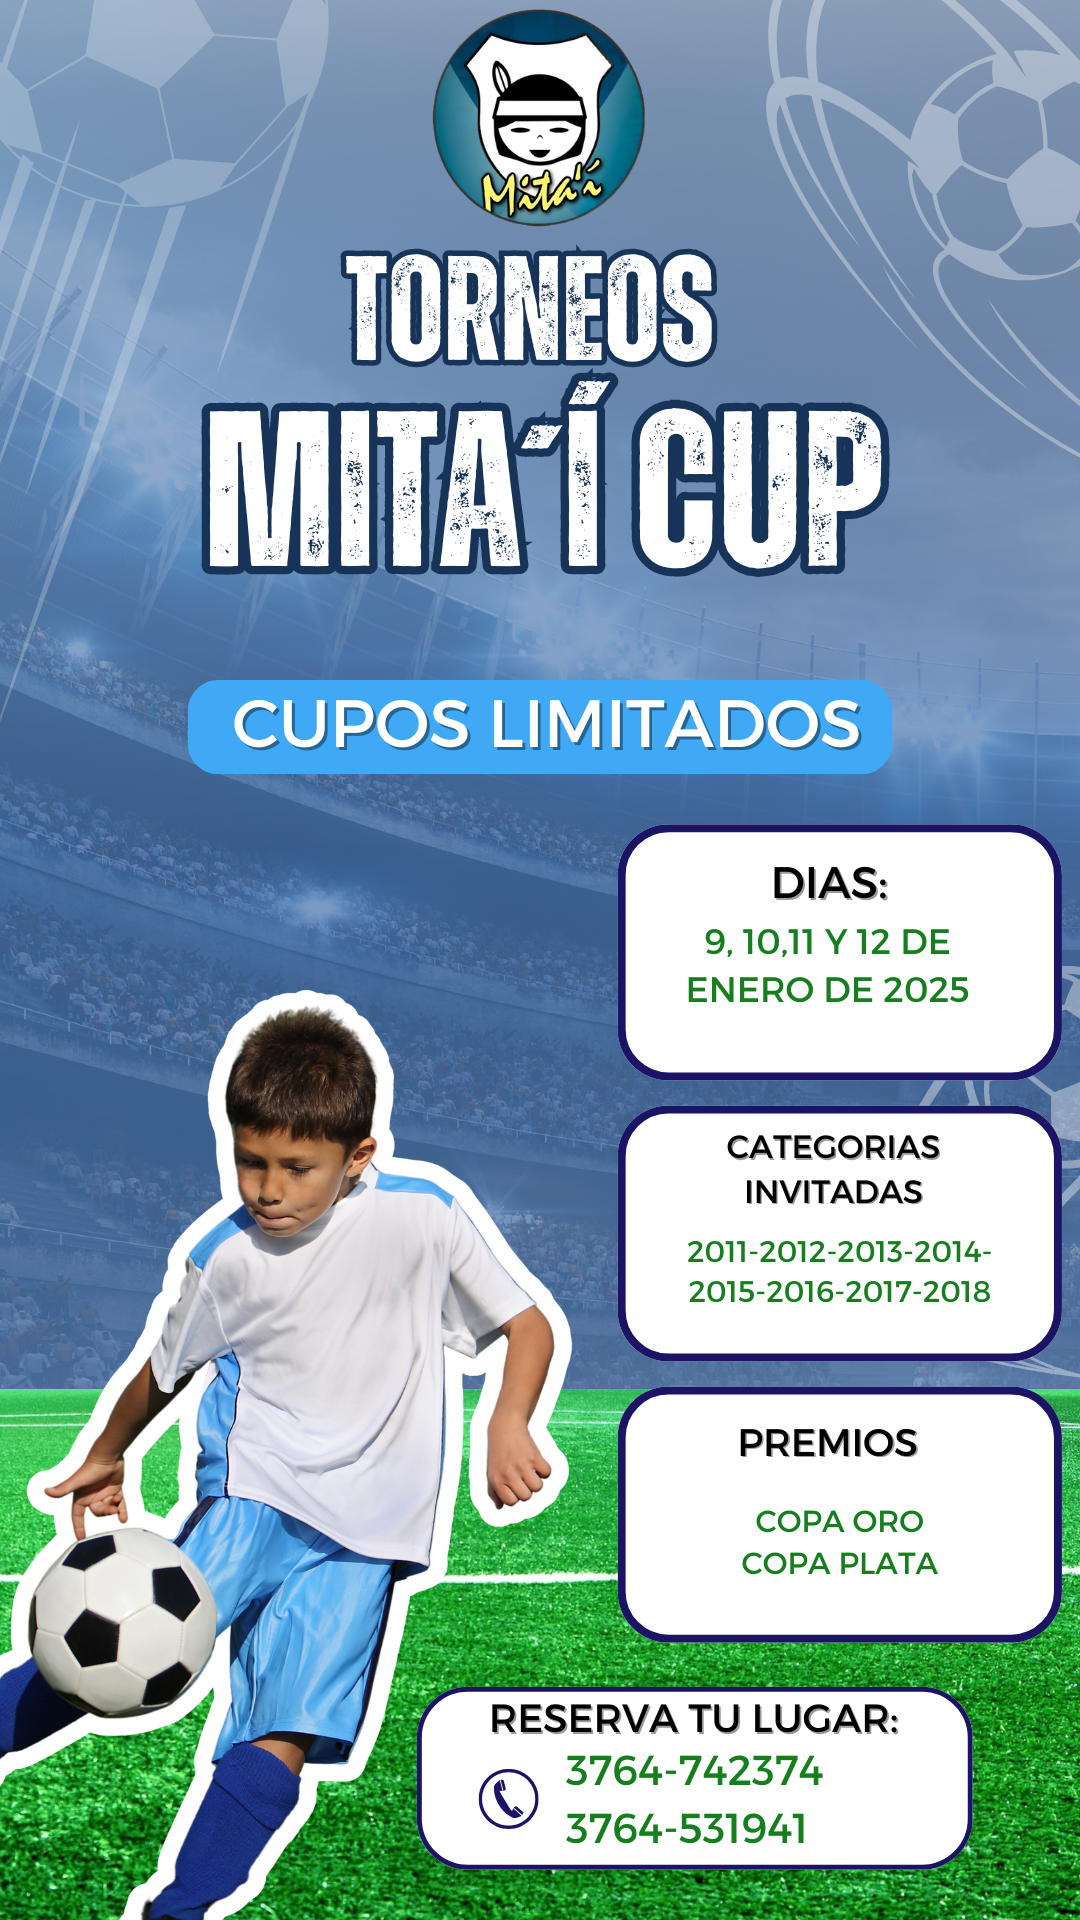 Mita'í
TORNEOS
MITA´Í CUP
CUPOS LIMITADOS
DIAS:
9, 10,11 Y 12 DE
ENERO DE 2025
CATEGORIAS
INVITADAS
2011-2012-2013-2014-
2015-2016-2017-2018
PREMIOS
COPA ORO
COPA PLATA
RESERVA TU LUGAR:
3764-742374
3764-531941